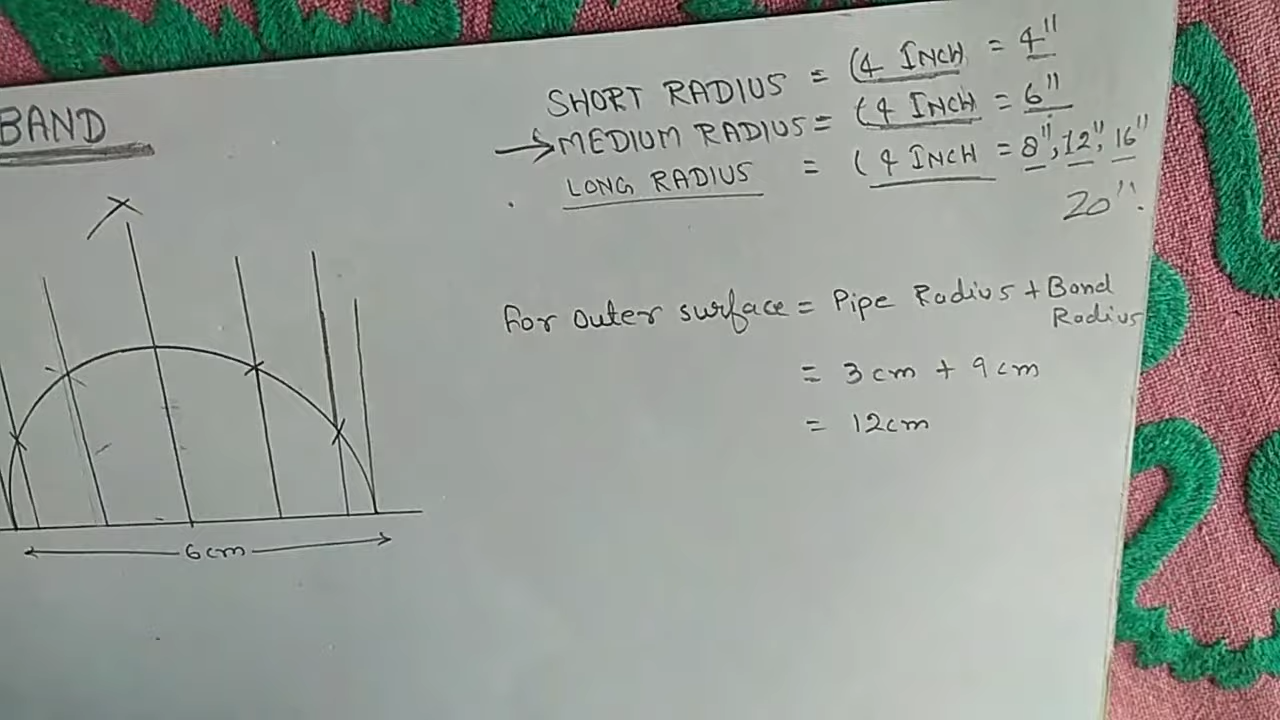 BAND
SHORT RADIUS = (4 INCH = 4"
→MEDIUM RADIUS = (4 INCH) = 6"
LONG RADIUS = (4 INCH = 8", 12", 16"
20".
For outer surface = Pipe Radius + Band
Radius
= 3cm + 9cm
= 12cm
6cm